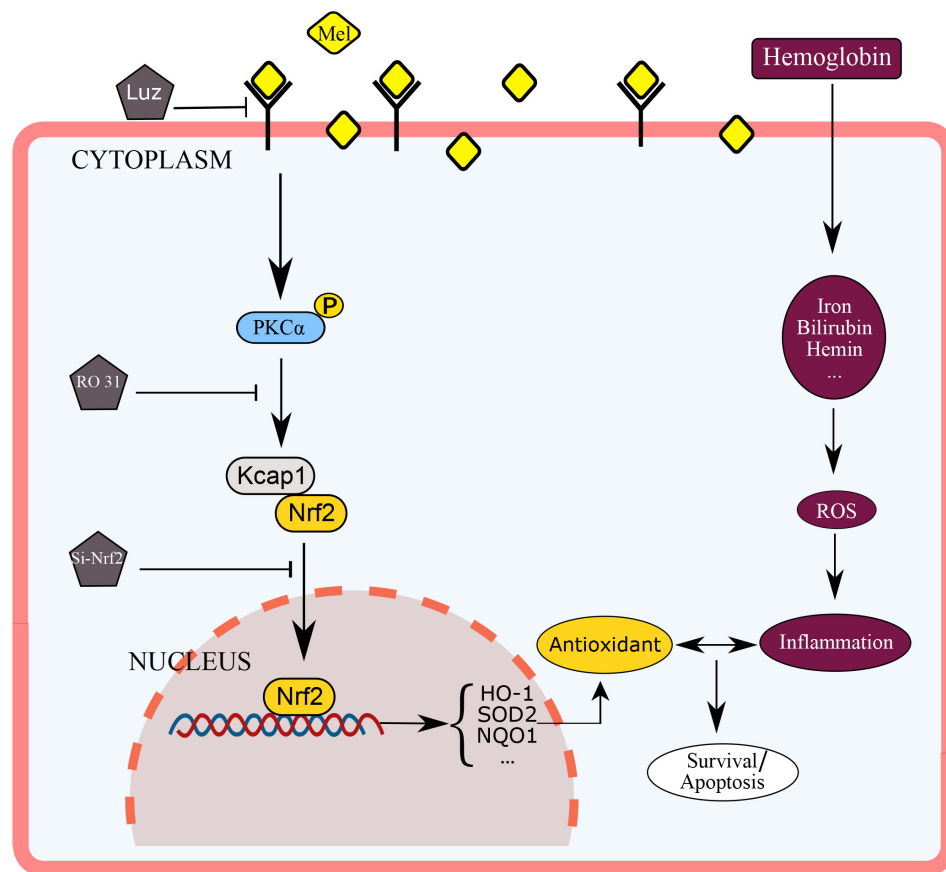 Mel
Hemoglobin
Luz
CYTOPLASM
P
PKCα
Iron
Bilirubin
Hemin
...
RO 31
Kcap1
Nrf2
ROS
Si-Nrf2
NUCLEUS
Antioxidant
Inflammation
Nrf2
HO-1
SOD2
NQO1
...
Survival/
Apoptosis